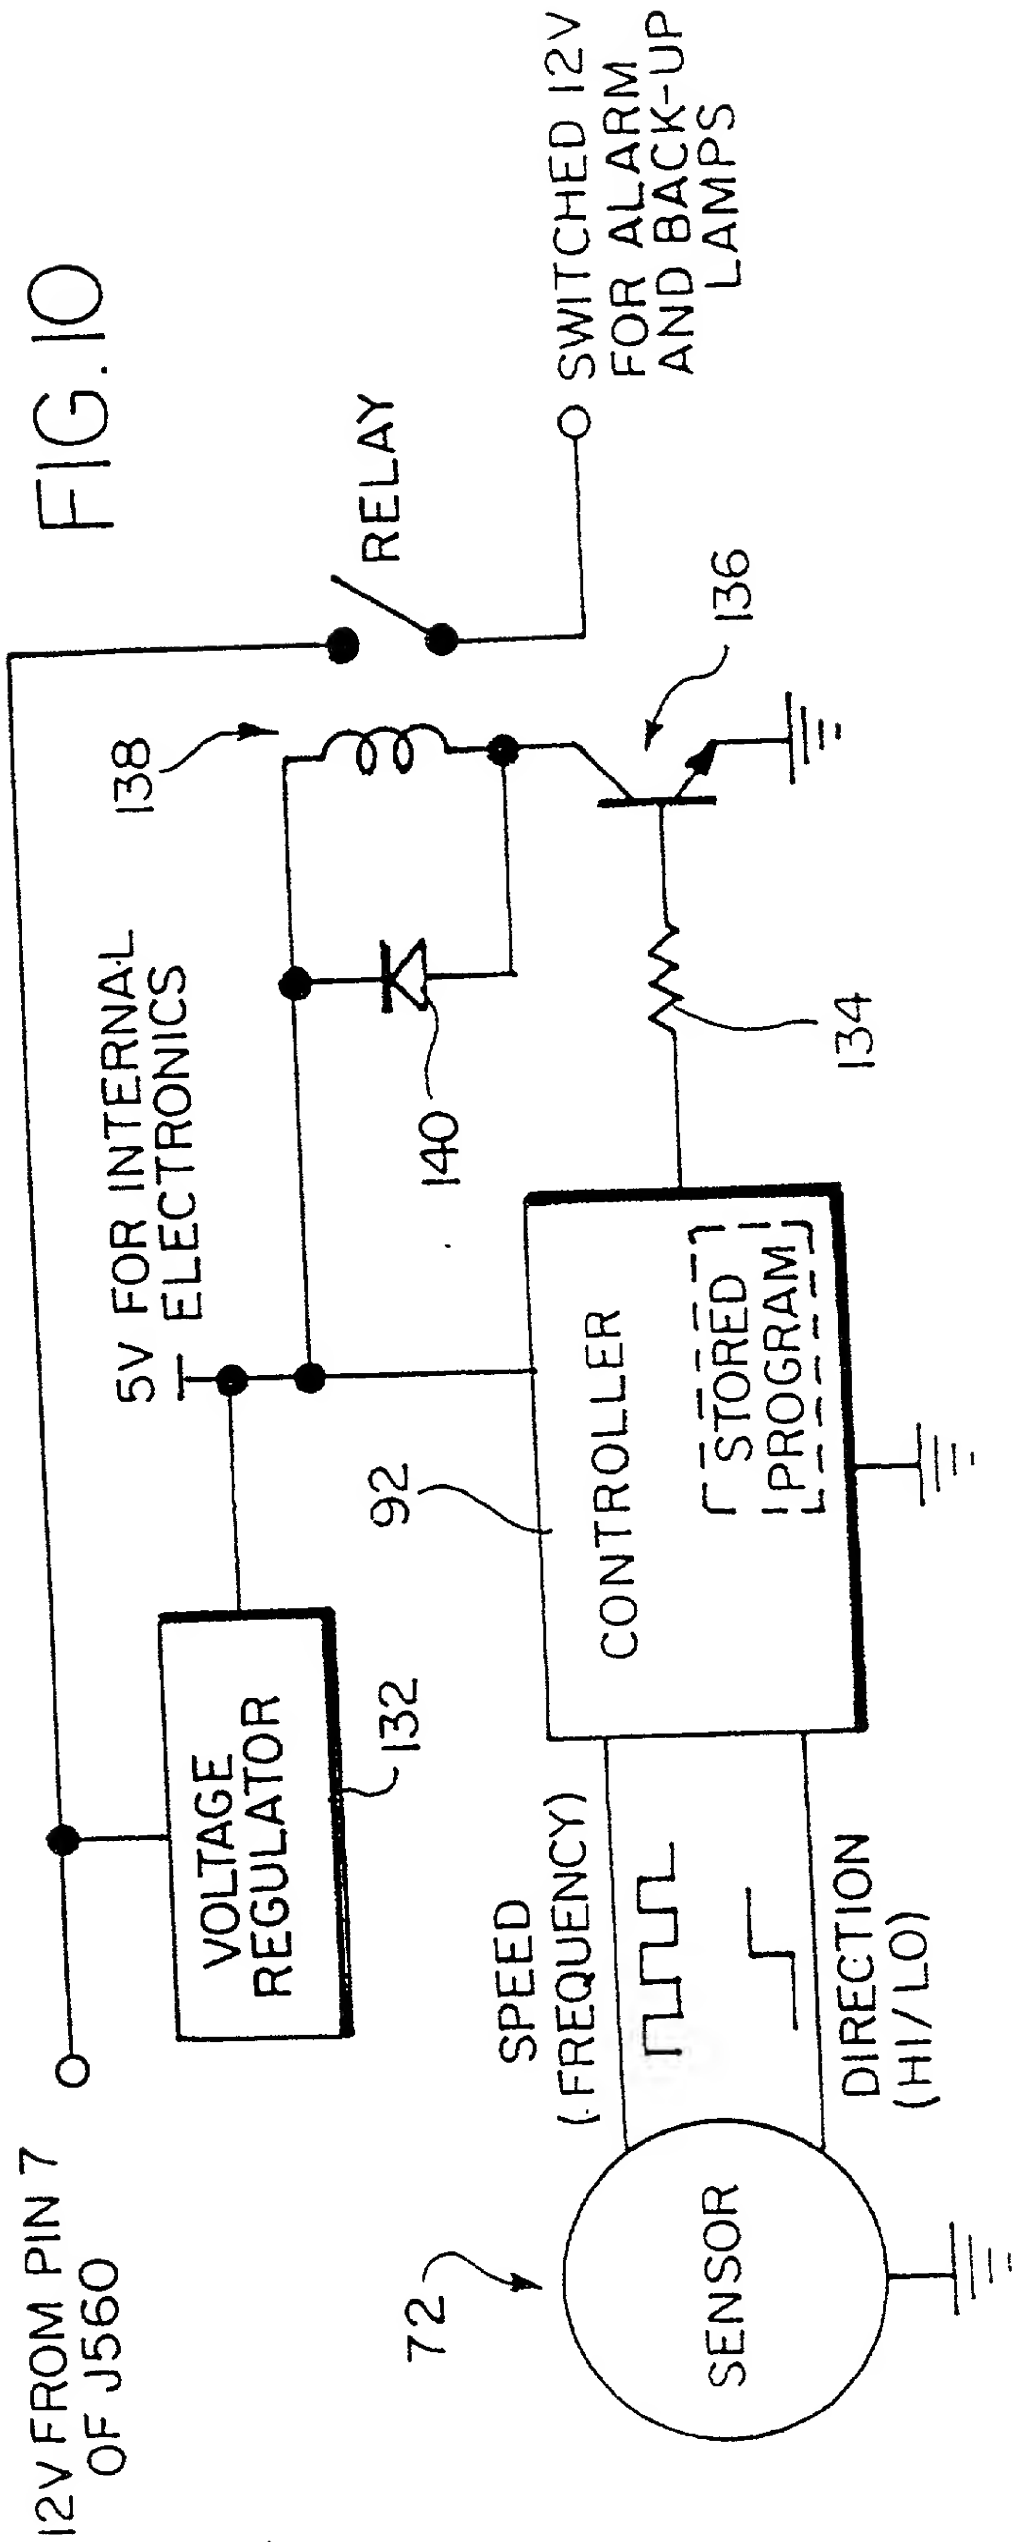 FIG. 10
12V FROM PIN 7
OF J560
VOLTAGE
REGULATOR
132
5V FOR INTERNAL
ELECTRONICS
138
RELAY
SWITCHED 12V
FOR ALARM
AND BACK-UP
LAMPS
140
136
134
92
CONTROLLER
STORED
PROGRAM
SPEED
(FREQUENCY)
DIRECTION
(HI/LO)
72
SENSOR